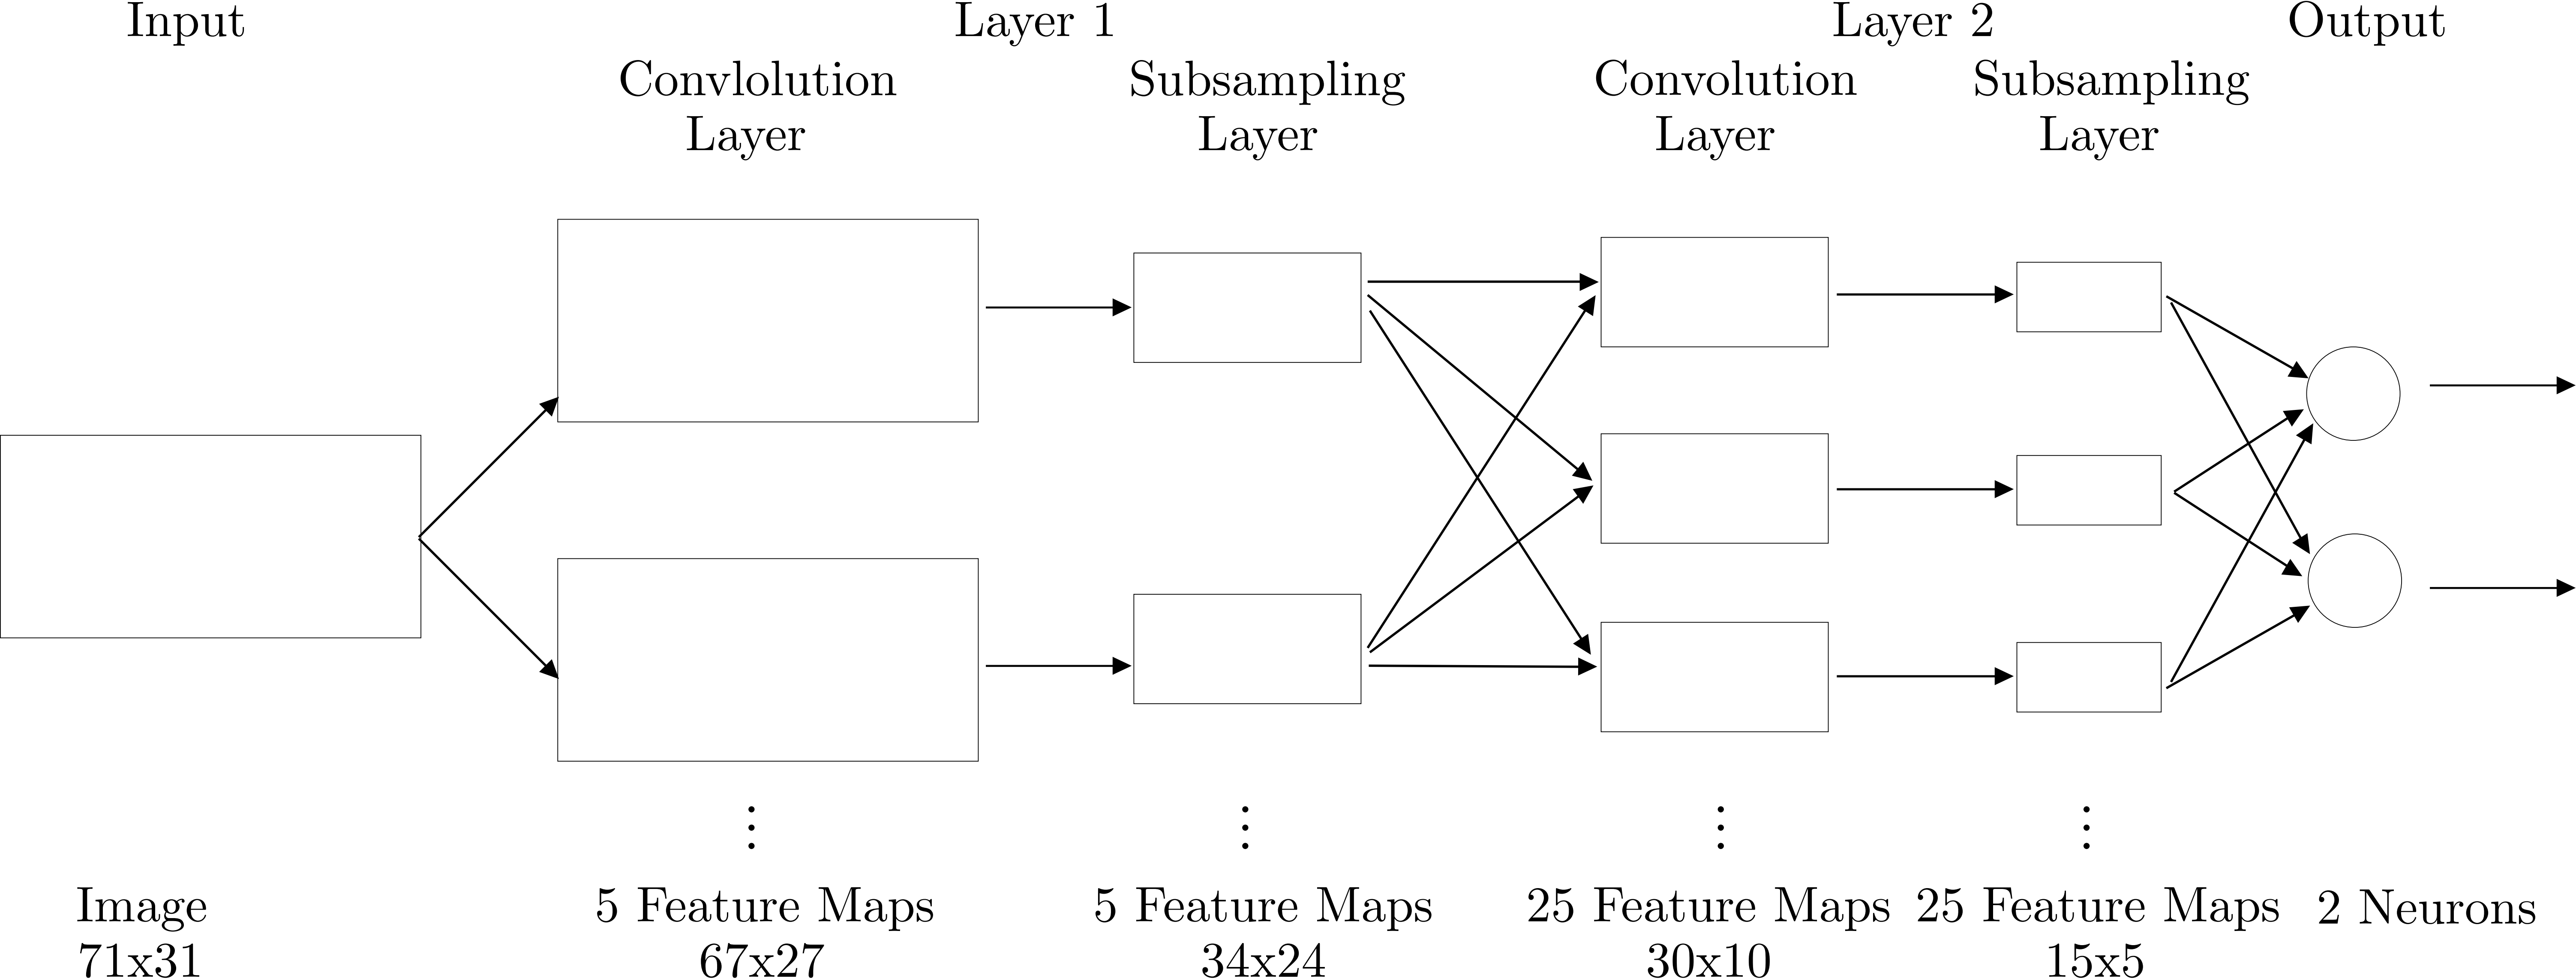 Input
Layer 1
Layer 2
Output
Convlolution
Layer
Subsampling
Layer
Convolution
Layer
Subsampling
Layer
Image
71x31
5 Feature Maps
67x27
5 Feature Maps
34x24
25 Feature Maps
30x10
25 Feature Maps
15x5
2 Neurons